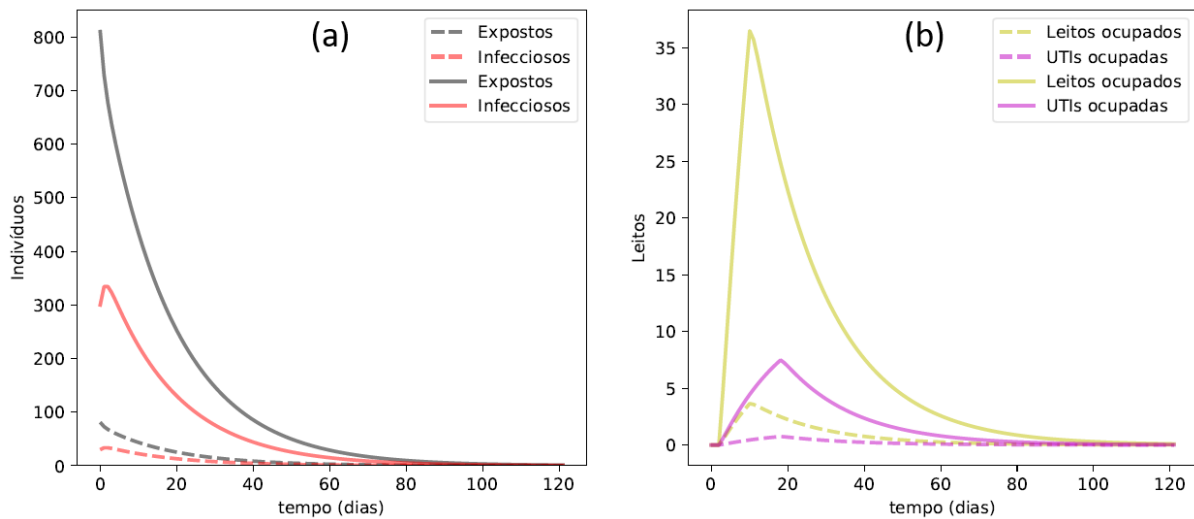 (a)
Expostos
Infecciosos
Expostos
Infecciosos
Indivíduos
800
700
600
500
400
300
200
100
0
0 20 40 60 80 100 120
tempo (dias)
(b)
Leitos ocupados
UTIs ocupadas
Leitos ocupados
UTIs ocupadas
Leitos
35
30
25
20
15
10
5
0
0 20 40 60 80 100 120
tempo (dias)